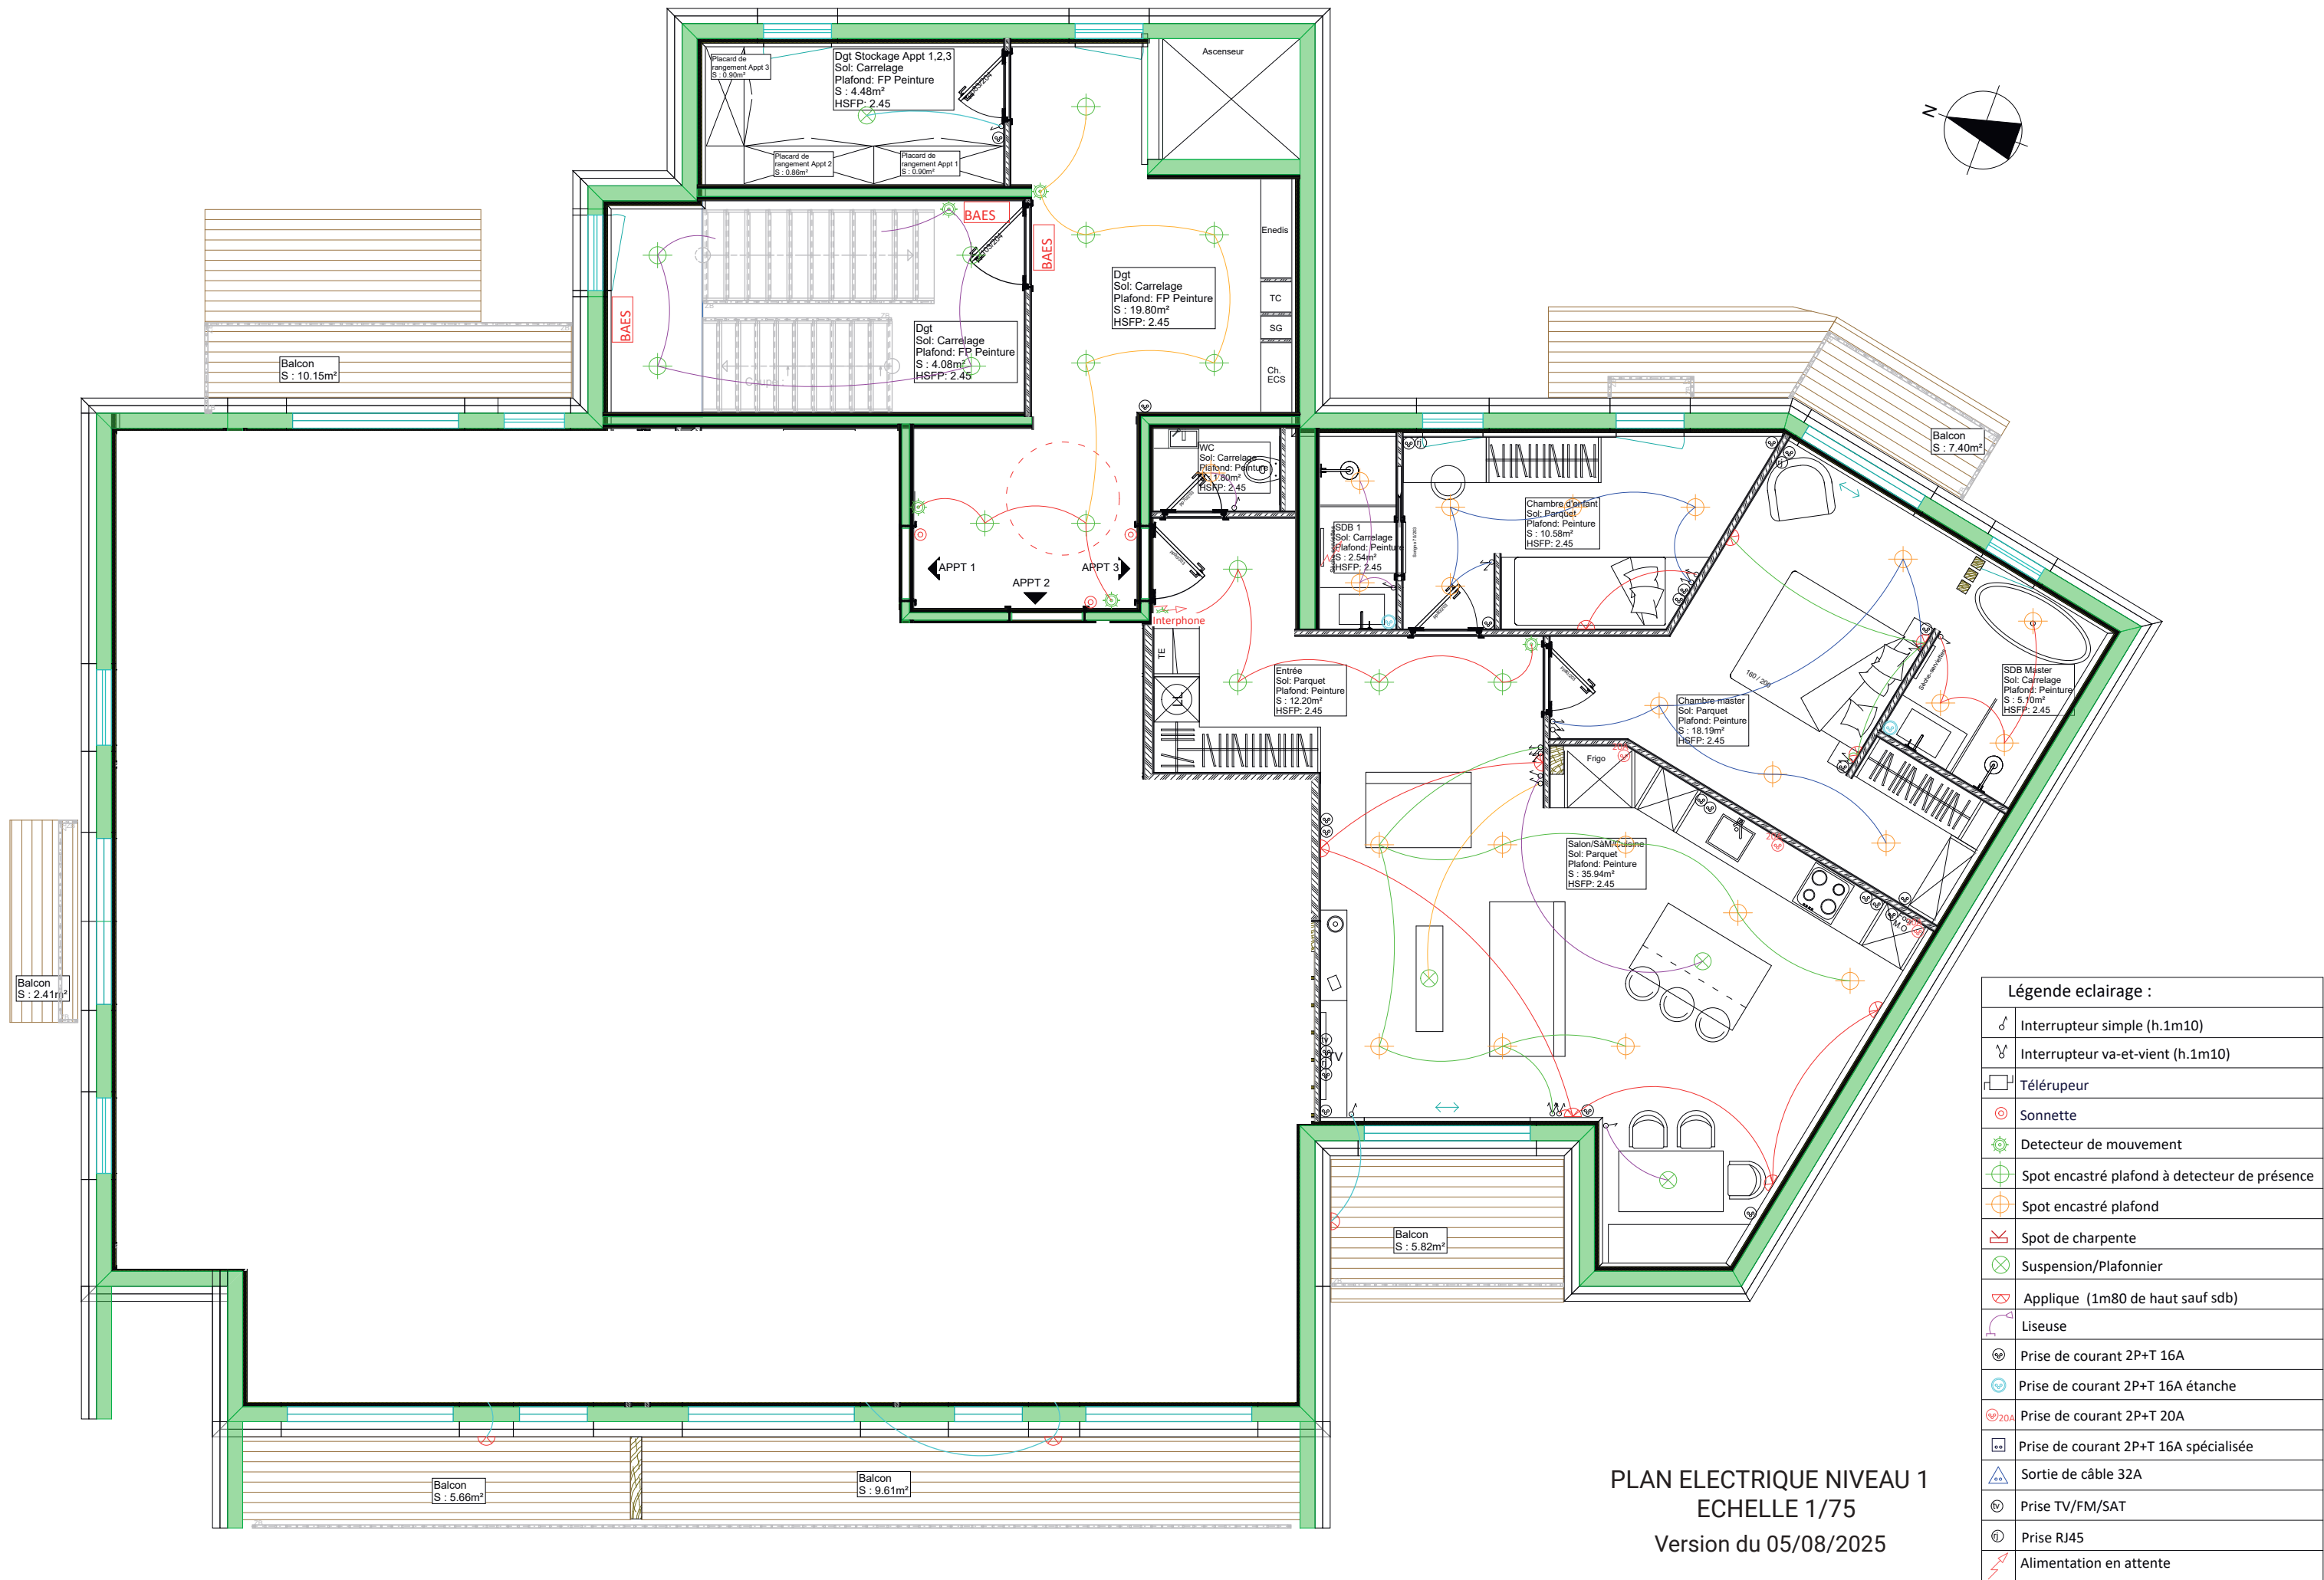 Placard de
rangement Appt 3
S : 0.90m²
Dgt Stockage Appt 1,2,3
Sol: Carrelage
Plafond: FP Peinture
S : 4.48m²
HSFP: 2.45
Ascenseur
N
Placard de
rangement Appt 2
S : 0.86m²
Placard de
rangement Appt 1
S : 0.90m²
BAES
BAES
BAES
Enedis
TC
SG
Ch.
ECS
Dgt
Sol: Carrelage
Plafond: FP Peinture
S : 19.80m²
HSFP: 2.45
Dgt
Sol: Carrelage
Plafond: FP Peinture
S : 4.08m²
HSFP: 2.45
Balcon
S : 10.15m²
Balcon
S : 7.40m²
WC
Sol: Carrelage
Plafond: Peinture
S : 1.60m²
HSFP: 2.45
SDB 1
Sol: Carrelage
Plafond: Peinture
S : 2.54m²
HSFP: 2.45
Chambre d'enfant
Sol: Parquet
Plafond: Peinture
S : 10.58m²
HSFP: 2.45
APPT 1
APPT 2
APPT 3
Interphone
TE
Entrée
Sol: Parquet
Plafond: Peinture
S : 12.20m²
HSFP: 2.45
160 / 200
Sèche-serviettes
SDB Master
Sol: Carrelage
Plafond: Peinture
S : 5.10m²
HSFP: 2.45
Chambre master
Sol: Parquet
Plafond: Peinture
S : 18.19m²
HSFP: 2.45
Frigo
Salon/SàM/Cuisine
Sol: Parquet
Plafond: Peinture
S : 35.94m²
HSFP: 2.45
TV
Balcon
S : 2.41m²
Balcon
S : 5.82m²
Balcon
S : 5.66m²
Balcon
S : 9.61m²
Légende eclairage :
Interrupteur simple (h.1m10)
Interrupteur va-et-vient (h.1m10)
Télérupeur
Sonnette
Detecteur de mouvement
Spot encastré plafond à detecteur de présence
Spot encastré plafond
Spot de charpente
Suspension/Plafonnier
Applique (1m80 de haut sauf sdb)
Liseuse
Prise de courant 2P+T 16A
Prise de courant 2P+T 16A étanche
20A Prise de courant 2P+T 20A
Prise de courant 2P+T 16A spécialisée
Sortie de câble 32A
tv Prise TV/FM/SAT
rj Prise RJ45
Alimentation en attente
PLAN ELECTRIQUE NIVEAU 1
ECHELLE 1/75
Version du 05/08/2025